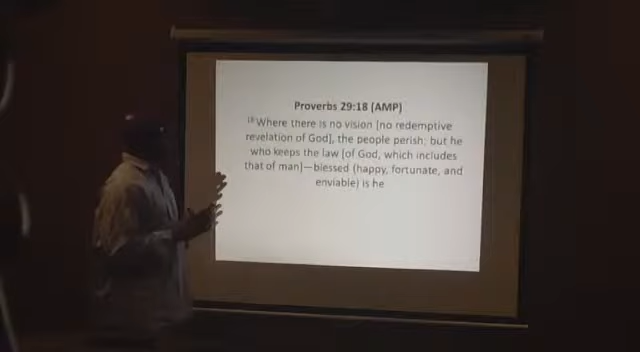 Proverbs 29:18 (AMP)
18 Where there is no vision [no redemptive
revelation of God], the people perish; but he
who keeps the law [of God, which includes
that of man]—blessed (happy, fortunate, and
enviable) is he